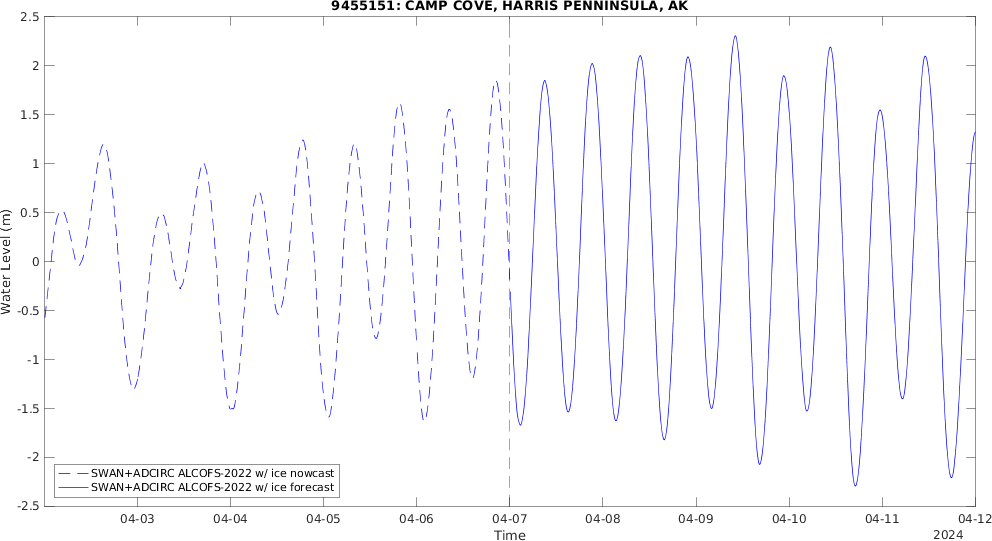 9455151: CAMP COVE, HARRIS PENNINSULA, AK
2.5
2
1.5
1
0.5
0
-0.5
-1
-1.5
-2
-2.5
Water Level (m)
SWAN+ADCIRC ALCOFS-2022 w/ ice nowcast
SWAN+ADCIRC ALCOFS-2022 w/ ice forecast
04-03 04-04 04-05 04-06 04-07 04-08 04-09 04-10 04-11 04-12
Time
2024